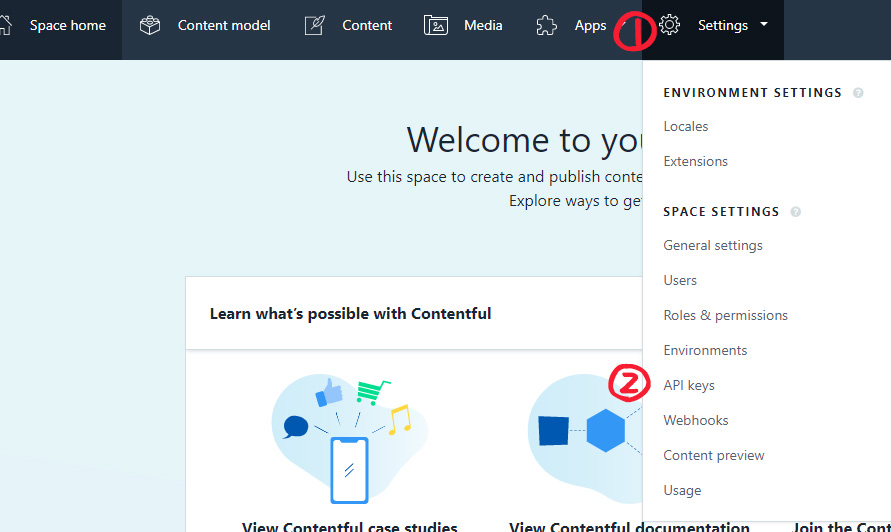 Space home
Content model
Content
Media
Apps
① Settings
ENVIRONMENT SETTINGS ?
Locales
Extensions
SPACE SETTINGS ?
General settings
Users
Roles & permissions
Environments
② API keys
Webhooks
Content preview
Usage
Welcome to you
Use this space to create and publish conte
Explore ways to ge
Learn what's possible with Contentful
View Contentful case studies
View Contentful documentation
Join the Cont